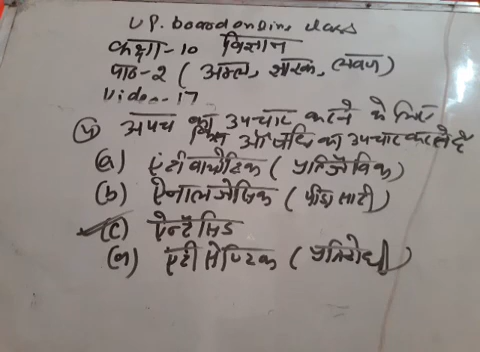 U.P. board online class
कक्षा-10 विज्ञान
पाठ-2 (अम्ल, क्षारक, लवण)
Video-17
अपच का उपचार करने के लिए
किस औषधि का उपचार करते हैं
(a) एंटीबायोटिक (प्रतिजैविक)
(b) ऐनालजेसिक (पीड़ाहारी)
(c) ऐन्टैसिड
एंटीसेप्टिक (प्रतिरोधी)